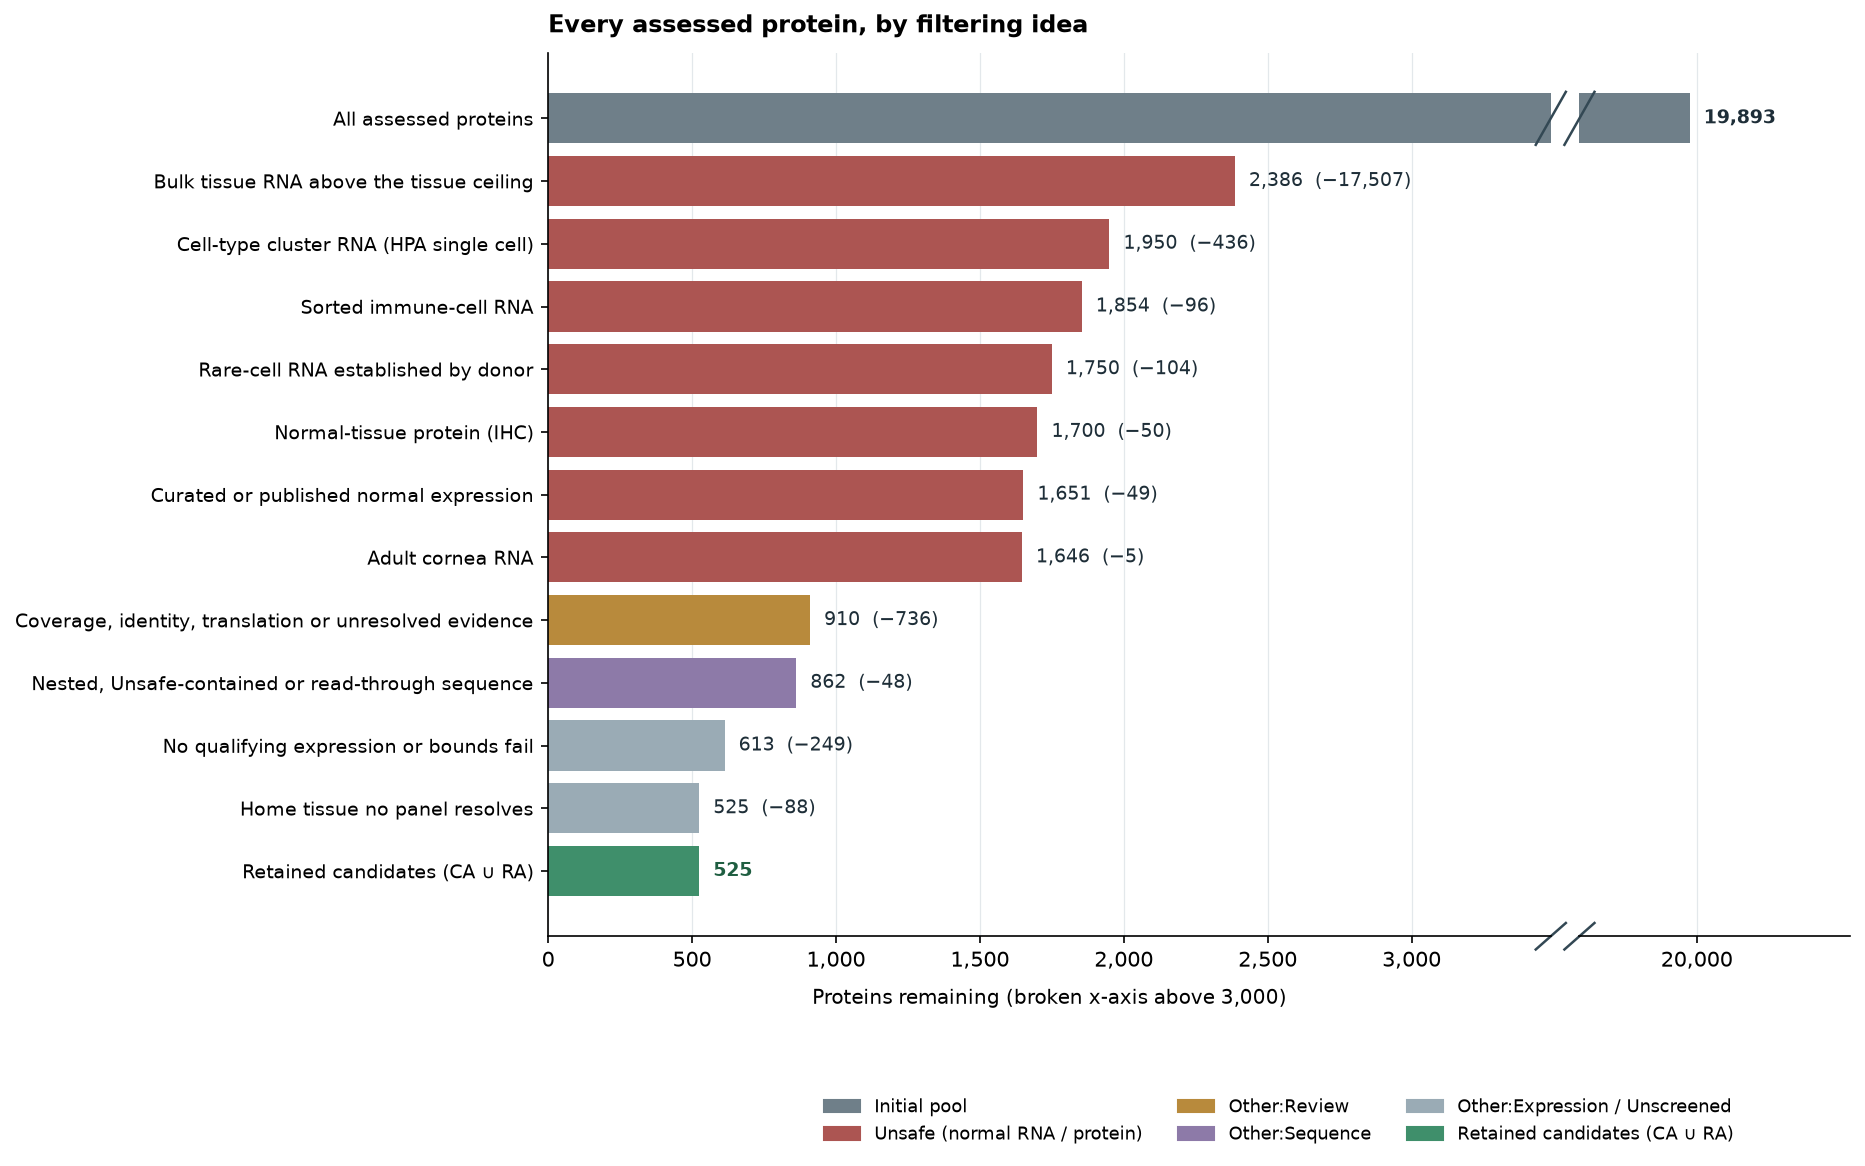 Every assessed protein, by filtering idea
All assessed proteins
19,893
Bulk tissue RNA above the tissue ceiling
2,386 (−17,507)
Cell-type cluster RNA (HPA single cell)
1,950 (−436)
Sorted immune-cell RNA
1,854 (−96)
Rare-cell RNA established by donor
1,750 (−104)
Normal-tissue protein (IHC)
1,700 (−50)
Curated or published normal expression
1,651 (−49)
Adult cornea RNA
1,646 (−5)
Coverage, identity, translation or unresolved evidence
910 (−736)
Nested, Unsafe-contained or read-through sequence
862 (−48)
No qualifying expression or bounds fail
613 (−249)
Home tissue no panel resolves
525 (−88)
Retained candidates (CA ∪ RA)
525
0 500 1,000 1,500 2,000 2,500 3,000 20,000
Proteins remaining (broken x-axis above 3,000)
Initial pool
Unsafe (normal RNA / protein)
Other:Review
Other:Sequence
Other:Expression / Unscreened
Retained candidates (CA ∪ RA)